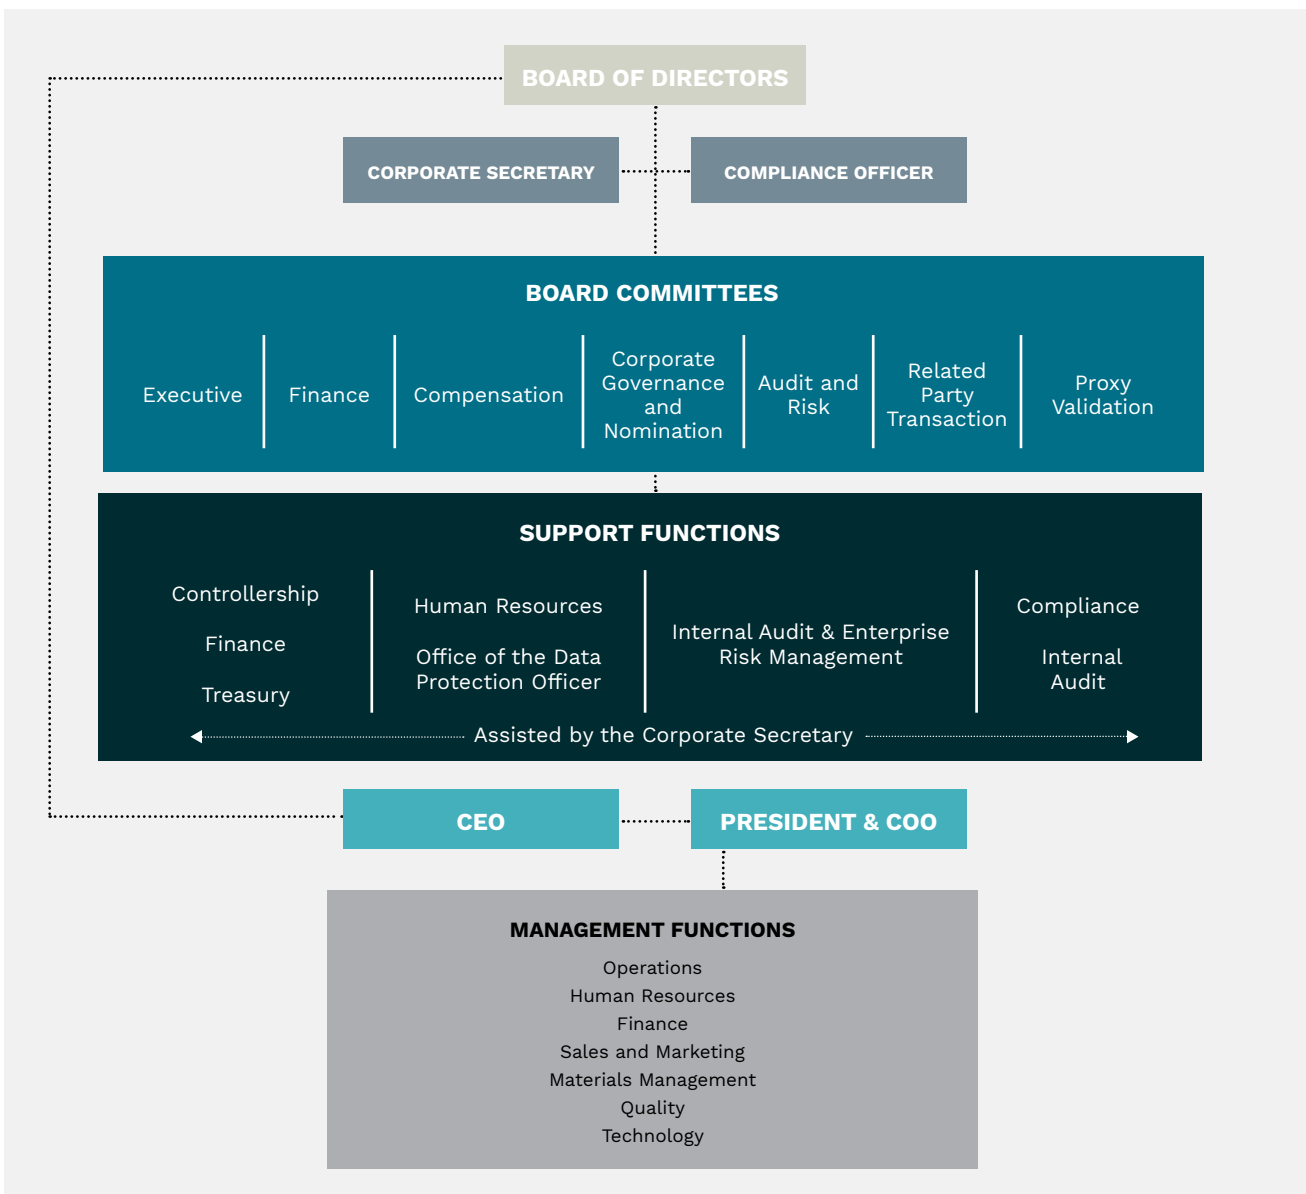 BOARD OF DIRECTORS
CORPORATE SECRETARY
COMPLIANCE OFFICER
BOARD COMMITTEES
Executive
Finance
Compensation
Corporate
Governance
and
Nomination
Audit and
Risk
Related
Party
Transaction
Proxy
Validation
SUPPORT FUNCTIONS
Controllership
Finance
Treasury
Human Resources
Office of the Data
Protection Officer
Internal Audit & Enterprise
Risk Management
Compliance
Internal
Audit
Assisted by the Corporate Secretary
CEO
PRESIDENT & COO
MANAGEMENT FUNCTIONS
Operations
Human Resources
Finance
Sales and Marketing
Materials Management
Quality
Technology